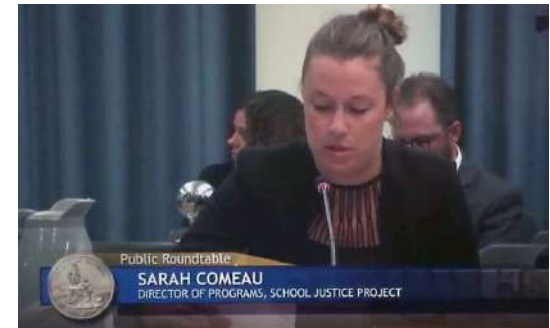 Public Roundtable
SARAH COMEAU
DIRECTOR OF PROGRAMS, SCHOOL JUSTICE PROJECT